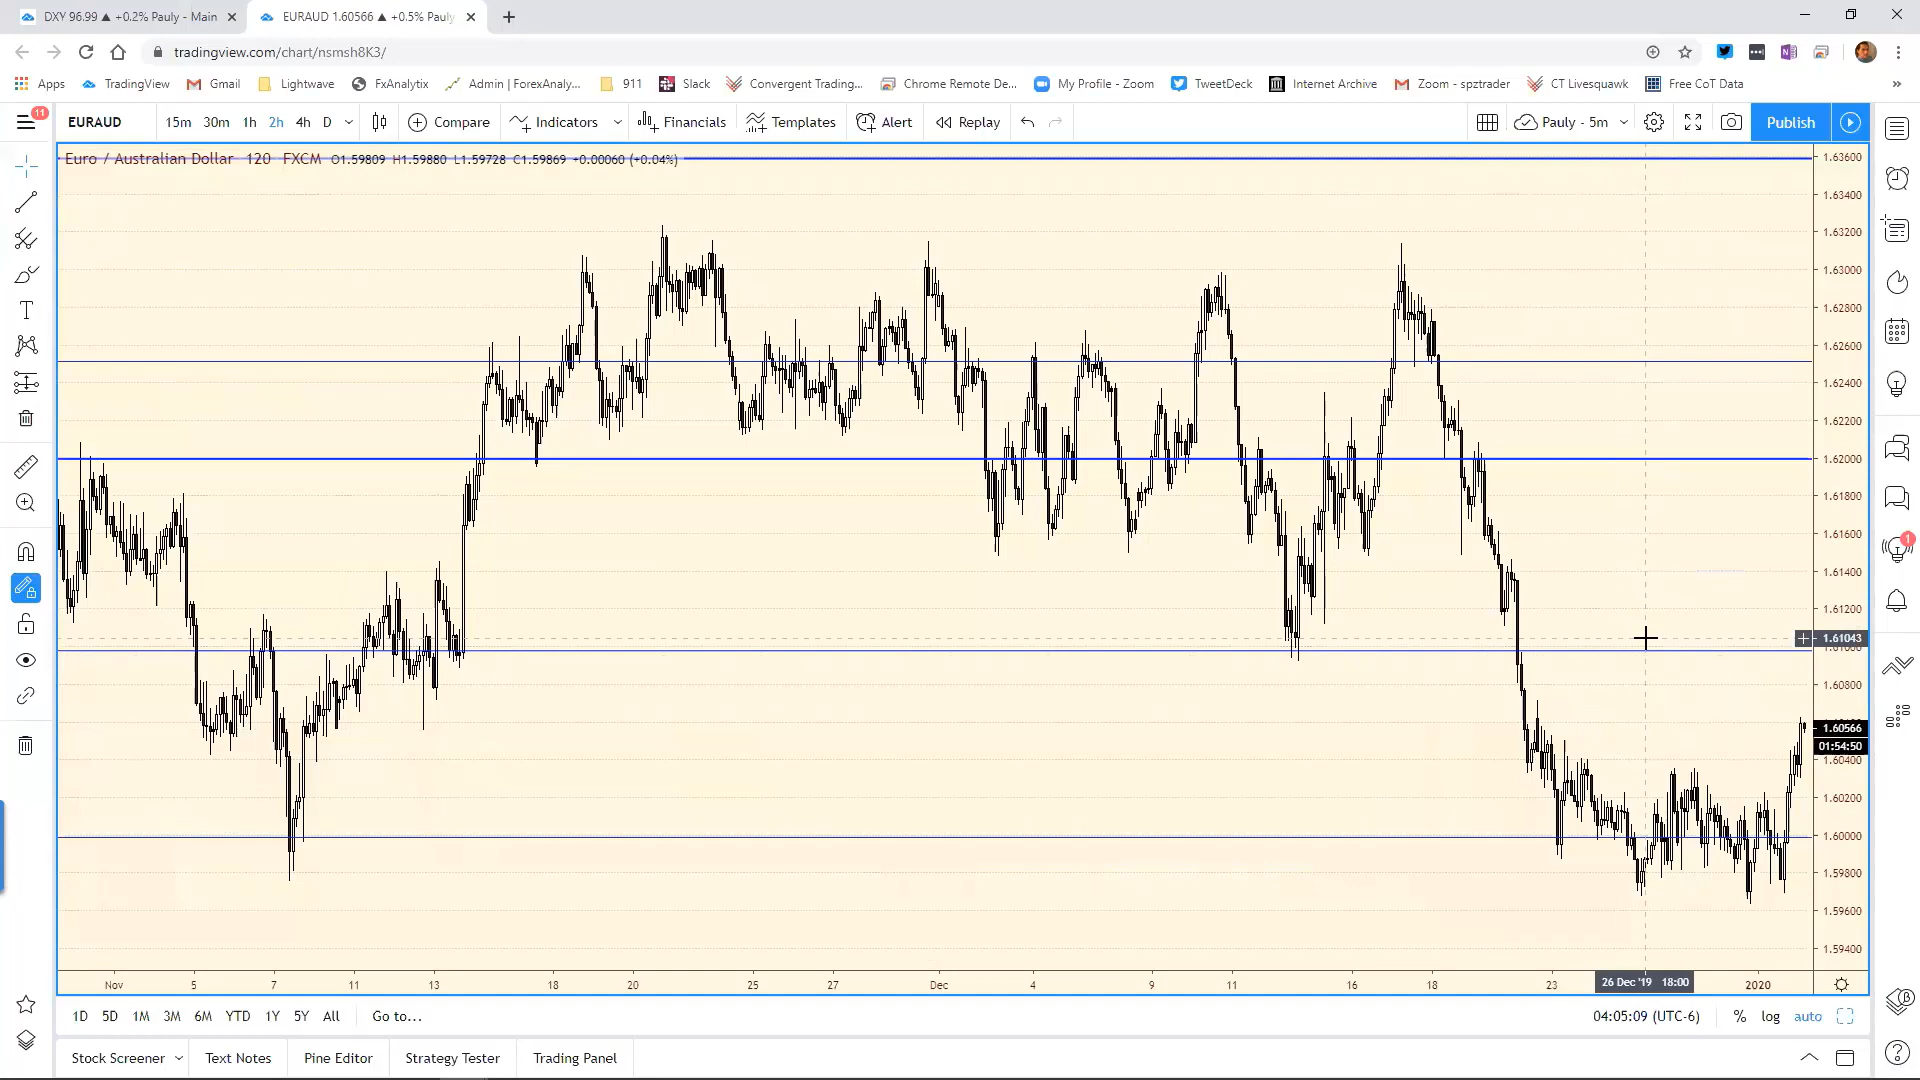 DXY 96.99 ▲ +0.2% Pauly - Main
EURAUD 1.60566 ▲ +0.5% Pauly
tradingview.com/chart/nsmsh8K3/
Apps TradingView Gmail Lightwave FxAnalytix Admin | ForexAnaly... 911 Slack Convergent Trading... Chrome Remote De... My Profile - Zoom TweetDeck Internet Archive Zoom - spztrader CT Livesquawk Free CoT Data »
11
EURAUD 15m 30m 1h 2h 4h D Compare Indicators Financials Templates Alert Replay Pauly - 5m Publish
Euro / Australian Dollar 120 FXCM O1.59809 H1.59880 L1.59728 C1.59869 +0.00060 (+0.04%)
1.63600
1.63400
1.63200
1.63000
1.62800
1.62600
1.62400
1.62200
1.62000
1.61800
1.61600
1
1.61400
1.61200
1.61043
1.61000
1.60800
1.60566
01:54:50
1.60400
1.60200
1.60000
1.59800
1.59600
1.59400
Nov 5 7 11 13 18 20 25 27 Dec 4 9 11 16 18 23 26 Dec '19 18:00 2020
1D 5D 1M 3M 6M YTD 1Y 5Y All Go to... 04:05:09 (UTC-6) % log auto
Stock Screener Text Notes Pine Editor Strategy Tester Trading Panel